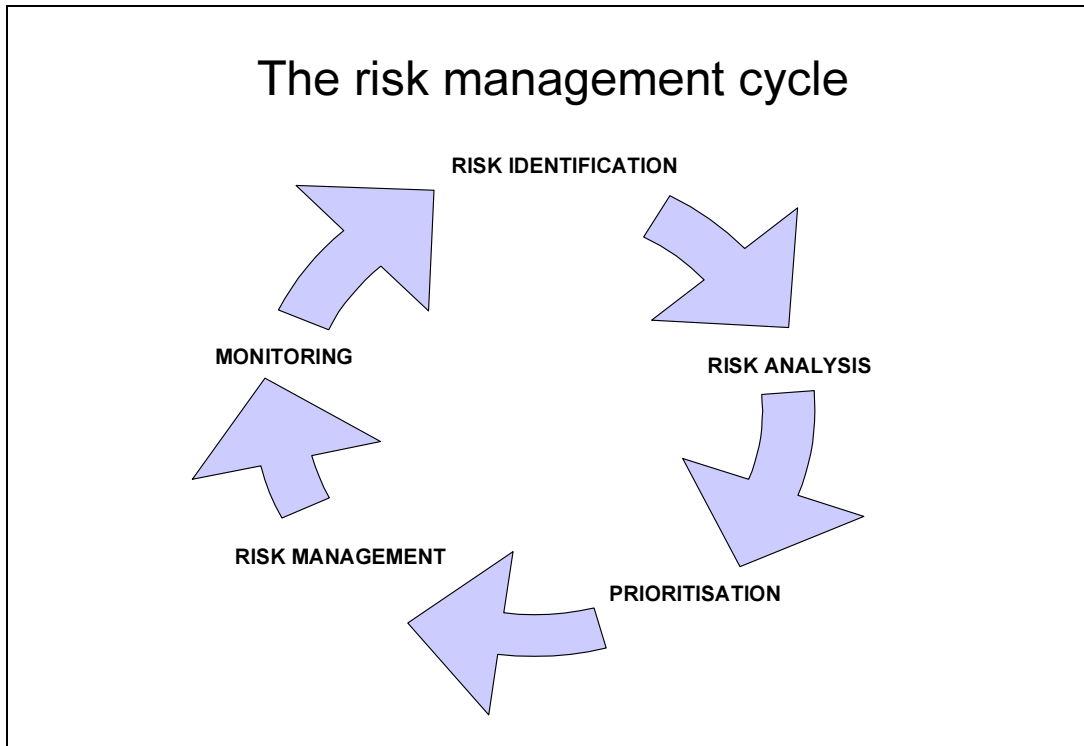 The risk management cycle
RISK IDENTIFICATION
RISK ANALYSIS
PRIORITISATION
RISK MANAGEMENT
MONITORING